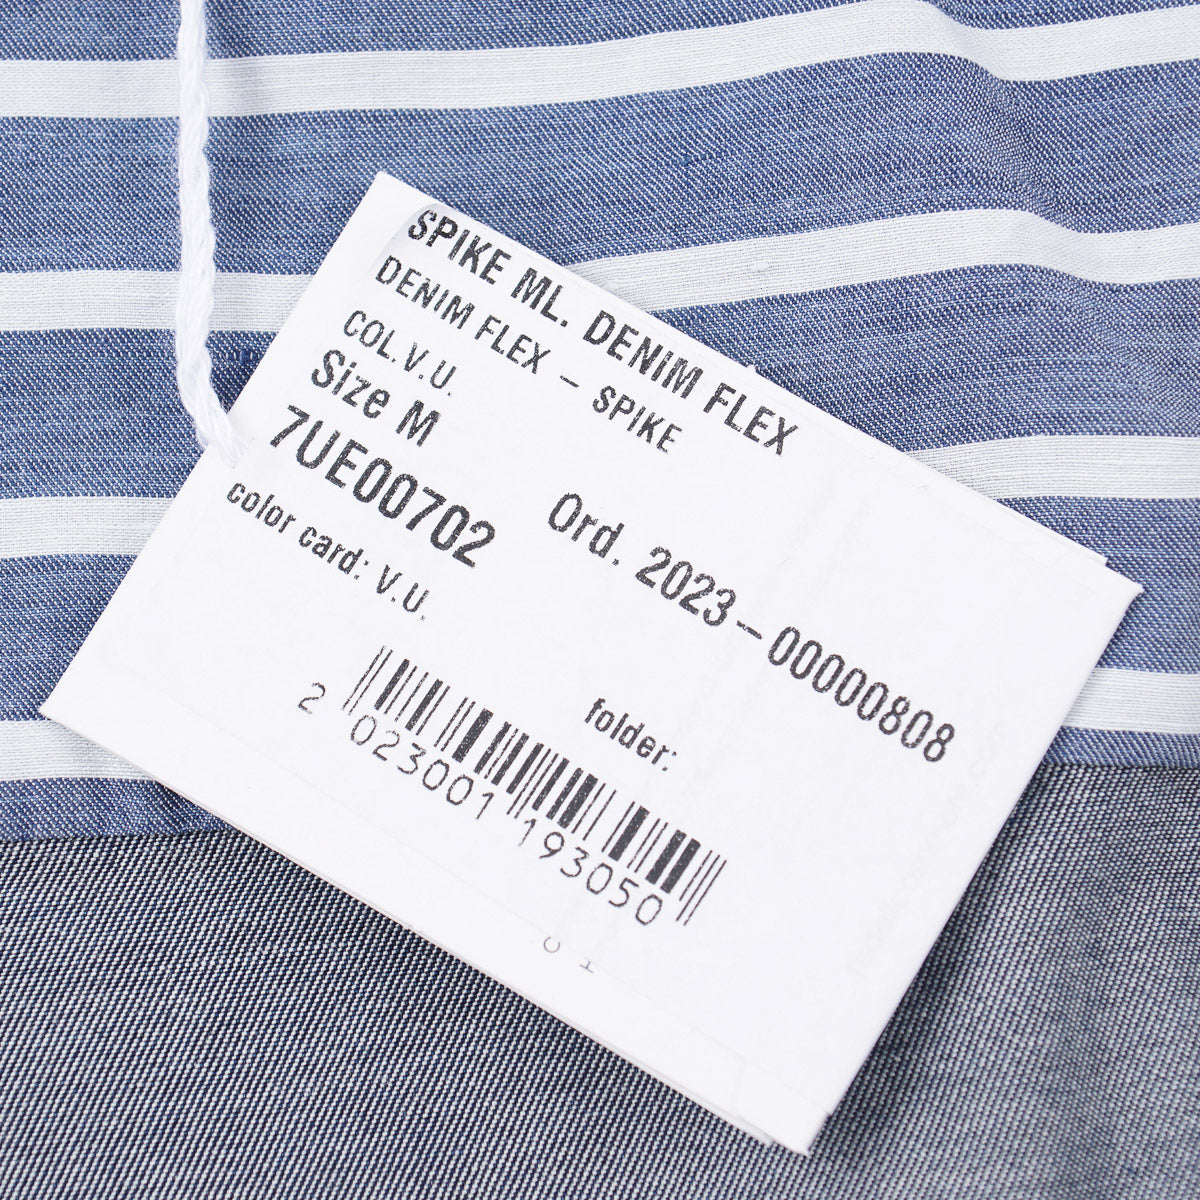 SPIKE ML. DENIM FLEX
DENIM FLEX - SPIKE
COL.V.U.
Size M
7UE00702
Ord. 2023-00000808
color card: V.U.
folder:
2 023001 193050